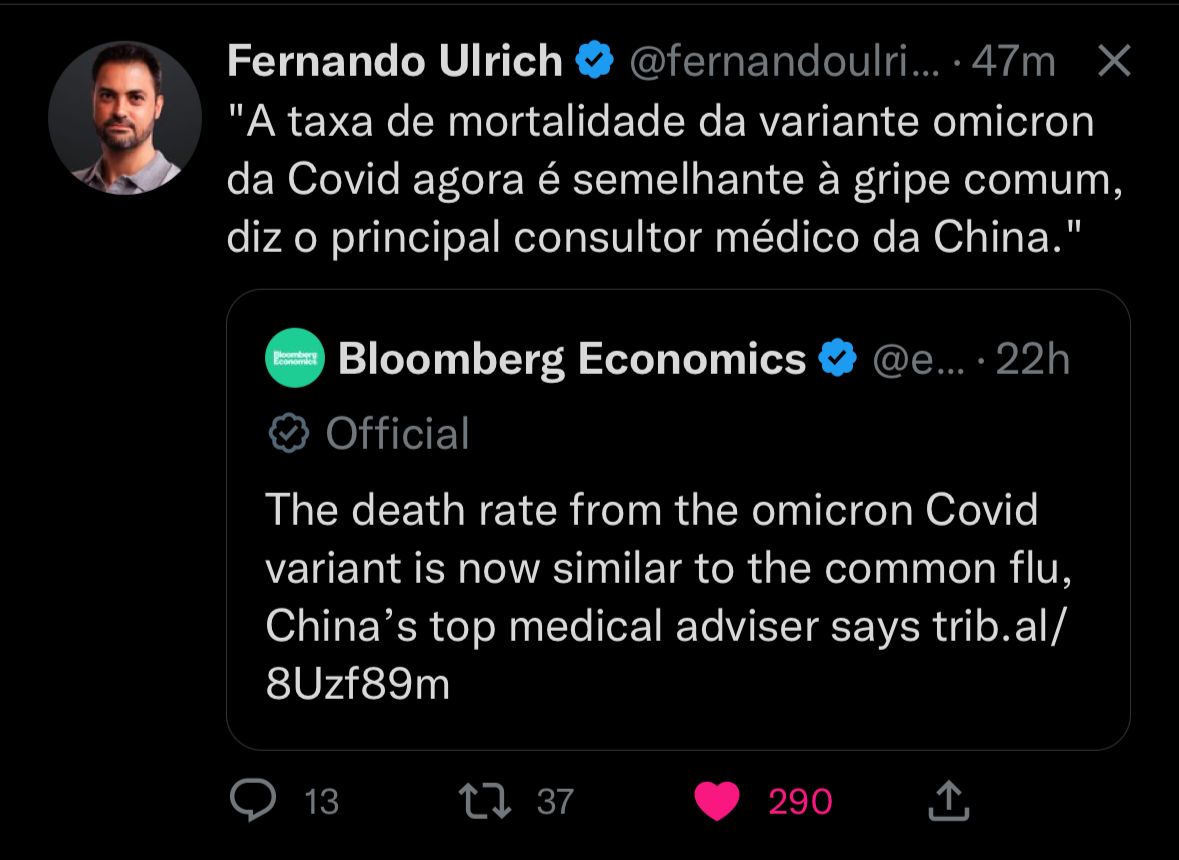 Fernando Ulrich @fernandoulri... · 47m
"A taxa de mortalidade da variante omicron
da Covid agora é semelhante à gripe comum,
diz o principal consultor médico da China."
Bloomberg Economics
Bloomberg Economics @e... · 22h
Official
The death rate from the omicron Covid
variant is now similar to the common flu,
China’s top medical adviser says trib.al/
8Uzf89m
13 37 290